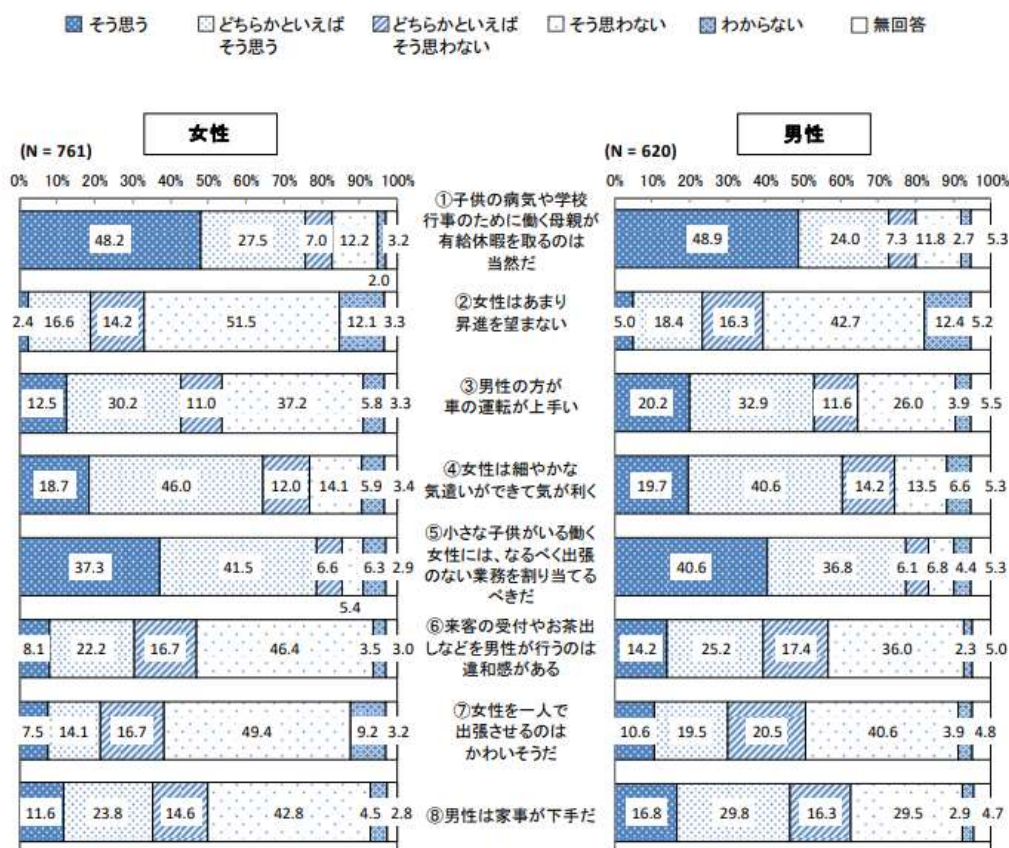 そう思う
どちらかといえば
そう思う
どちらかといえば
そう思わない
そう思わない
わからない
無回答
女性
(N = 761)
0% 10% 20% 30% 40% 50% 60% 70% 80% 90% 100%
男性
(N = 620)
0% 10% 20% 30% 40% 50% 60% 70% 80% 90% 100%
①子供の病気や学校
行事のために働く母親が
有給休暇を取るのは
当然だ
48.2 27.5 7.0 12.2 3.2
2.0
48.9 24.0 7.3 11.8 2.7 5.3
②女性はあまり
昇進を望まない
2.4 16.6 14.2 51.5 12.1 3.3
5.0 18.4 16.3 42.7 12.4 5.2
③男性の方が
車の運転が上手い
12.5 30.2 11.0 37.2 5.8 3.3
20.2 32.9 11.6 26.0 3.9 5.5
④女性は細やかな
気遣いができて気が利く
18.7 46.0 12.0 14.1 5.9 3.4
19.7 40.6 14.2 13.5 6.6 5.3
⑤小さな子供がいる働く
女性には、なるべく出張
のない業務を割り当てる
べきだ
37.3 41.5 6.6 6.3 2.9
5.4
40.6 36.8 6.1 6.8 4.4 5.3
⑥来客の受付やお茶出
しなどを男性が行うのは
違和感がある
8.1 22.2 16.7 46.4 3.5 3.0
14.2 25.2 17.4 36.0 2.3 5.0
⑦女性を一人で
出張させるのは
かわいそうだ
7.5 14.1 16.7 49.4 9.2 3.2
10.6 19.5 20.5 40.6 3.9 4.8
⑧男性は家事が下手だ
11.6 23.8 14.6 42.8 4.5 2.8
16.8 29.8 16.3 29.5 2.9 4.7